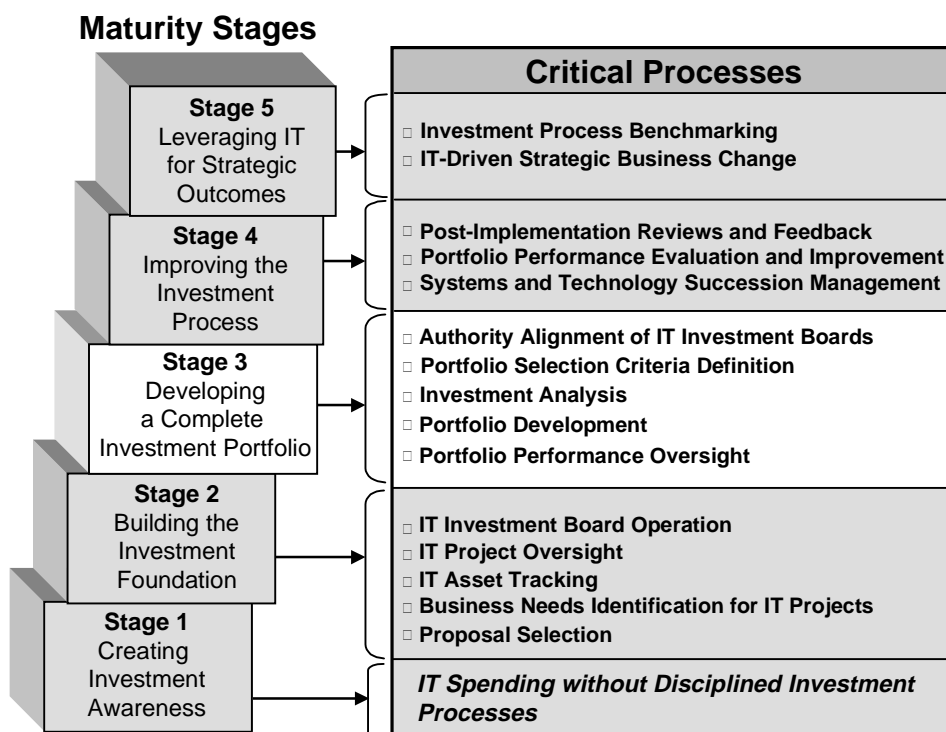 Maturity Stages
Critical Processes
Stage 5
Leveraging IT
for Strategic
Outcomes
□ Investment Process Benchmarking
□ IT-Driven Strategic Business Change
Stage 4
Improving the
Investment
Process
□ Post-Implementation Reviews and Feedback
□ Portfolio Performance Evaluation and Improvement
□ Systems and Technology Succession Management
Stage 3
Developing
a Complete
Investment Portfolio
□ Authority Alignment of IT Investment Boards
□ Portfolio Selection Criteria Definition
□ Investment Analysis
□ Portfolio Development
□ Portfolio Performance Oversight
Stage 2
Building the
Investment
Foundation
□ IT Investment Board Operation
□ IT Project Oversight
□ IT Asset Tracking
□ Business Needs Identification for IT Projects
□ Proposal Selection
Stage 1
Creating
Investment
Awareness
IT Spending without Disciplined Investment
Processes